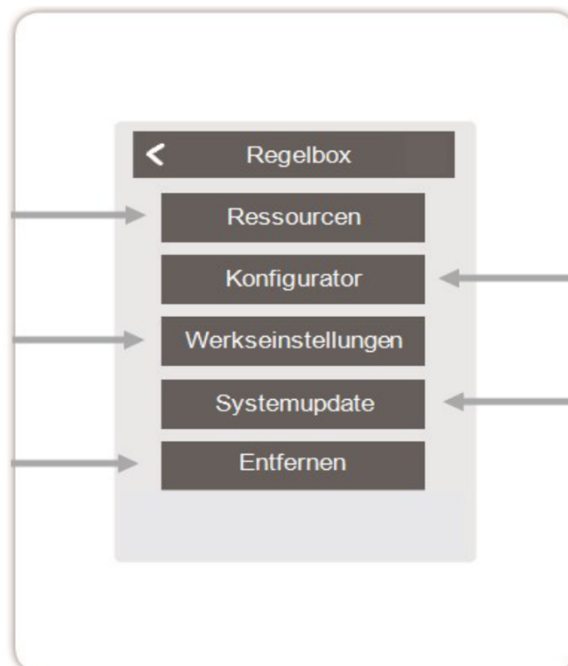 Regelbox
Ressourcen
Konfigurator
Werkseinstellungen
Systemupdate
Entfernen